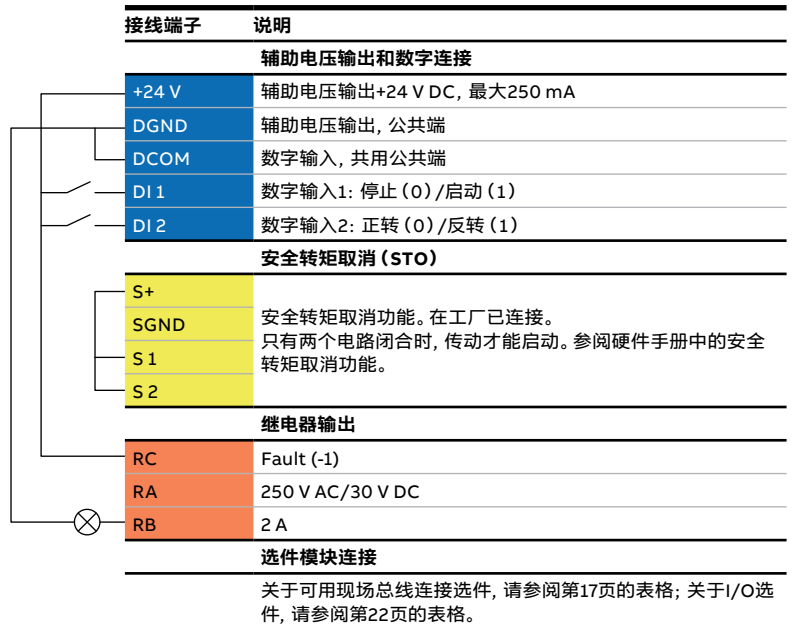 接线端子 说明
辅助电压输出和数字连接
+24 V 辅助电压输出+24 V DC, 最大250 mA
DGND 辅助电压输出, 公共端
DCOM 数字输入, 共用公共端
DI 1 数字输入1: 停止(0)/启动(1)
DI 2 数字输入2: 正转(0)/反转(1)
安全转矩取消(STO)
S+
SGND
S 1
S 2
安全转矩取消功能。在工厂已连接。
只有两个电路闭合时, 传动才能启动。参阅硬件手册中的安全
转矩取消功能。
继电器输出
RC Fault (-1)
RA 250 V AC/30 V DC
RB 2 A
选件模块连接
关于可用现场总线连接选件, 请参阅第17页的表格; 关于I/O选
件, 请参阅第22页的表格。